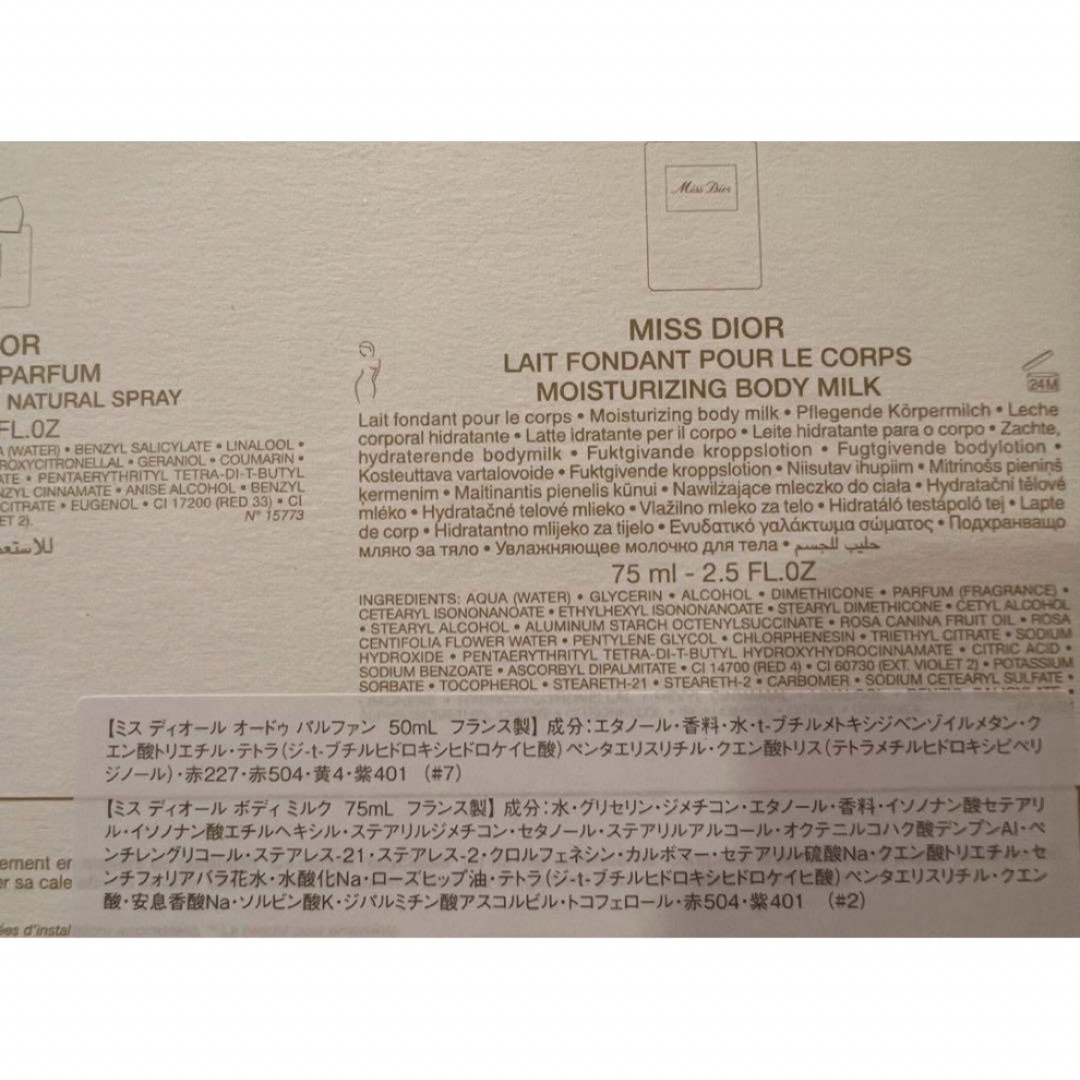 Miss Dior
OR
PARFUM
NATURAL SPRAY
FL.OZ
(WATER) • BENZYL SALICYLATE • LINALOOL •
ROXYCITRONELLAL • GERANIOL • COUMARIN •
ATE • PENTAERYTHRITYL TETRA-DI-T-BUTYL
NZYL CINNAMATE • ANISE ALCOHOL • BENZYL
CITRATE • EUGENOL • CI 17200 (RED 33) • CI
ET 2).
N° 15773
MISS DIOR
LAIT FONDANT POUR LE CORPS
MOISTURIZING BODY MILK
24M
Lait fondant pour le corps • Moisturizing body milk • Pflegende Körpermilch • Leche
corporal hidratante • Latte idratante per il corpo • Leite hidratante para o corpo • Zachte,
hydraterende bodymilk • Fuktgivande kroppslotion • Fugtgivende bodylotion •
Kosteuttava vartalovoide • Fuktgivende kroppslotion • Niisutav ihupiim • Mitrinošs pieniņš
ķermenim • Maitinantis pienelis kūnui • Nawilżające mleczko do ciała • Hydratační tělové
mléko • Hydratačné telové mlieko • Vlažilno mleko za telo • Hidratáló testápoló tej • Lapte
de corp • Hidratantno mlijeko za tijelo • Ενυδατικό γαλάκτωμα σώματος • Подхранващо
мляко за тяло • Увлажняющее молочко для тела • حليب للجسم
75 ml - 2.5 FL.OZ
INGREDIENTS: AQUA (WATER) • GLYCERIN • ALCOHOL • DIMETHICONE • PARFUM (FRAGRANCE) •
CETEARYL ISONONANOATE • ETHYLHEXYL ISONONANOATE • STEARYL DIMETHICONE • CETYL ALCOHOL
• STEARYL ALCOHOL • ALUMINUM STARCH OCTENYLSUCCINATE • ROSA CANINA FRUIT OIL • ROSA
CENTIFOLIA FLOWER WATER • PENTYLENE GLYCOL • CHLORPHENESIN • TRIETHYL CITRATE • SODIUM
HYDROXIDE • PENTAERYTHRITYL TETRA-DI-T-BUTYL HYDROXYHYDROCINNAMATE • CITRIC ACID •
SODIUM BENZOATE • ASCORBYL DIPALMITATE • CI 14700 (RED 4) • CI 60730 (EXT. VIOLET 2) • POTASSIUM
SORBATE • TOCOPHEROL • STEARETH-21 • STEARETH-2 • CARBOMER • SODIUM CETEARYL SULFATE •
【ミス ディオール オードゥ パルファン 50mL フランス製】成分:エタノール・香料・水・t-ブチルメトキシジベンゾイルメタン・ク
エン酸トリエチル・テトラ(ジ-t-ブチルヒドロキシヒドロケイヒ酸)ペンタエリスリチル・クエン酸トリス(テトラメチルヒドロキシピペリ
ジノール)・赤227・赤504・黄4・紫401 (#7)
【ミス ディオール ボディ ミルク 75mL フランス製】成分:水・グリセリン・ジメチコン・エタノール・香料・イソノナン酸セテアリ
ル・イソノナン酸エチルヘキシル・ステアリルジメチコン・セタノール・ステアリルアルコール・オクテニルコハク酸デンプンAl・ペ
ンチレングリコール・ステアレス-21・ステアレス-2・クロルフェネシン・カルボマー・セテアリル硫酸Na・クエン酸トリエチル・セ
ンチフォリアバラ花水・水酸化Na・ローズヒップ油・テトラ(ジ-t-ブチルヒドロキシヒドロケイヒ酸)ペンタエリスリチル・クエン
酸・安息香酸Na・ソルビン酸K・ジパルミチン酸アスコルビル・トコフェロール・赤504・紫401 (#2)
ement er
er sa cale
ées d'instal